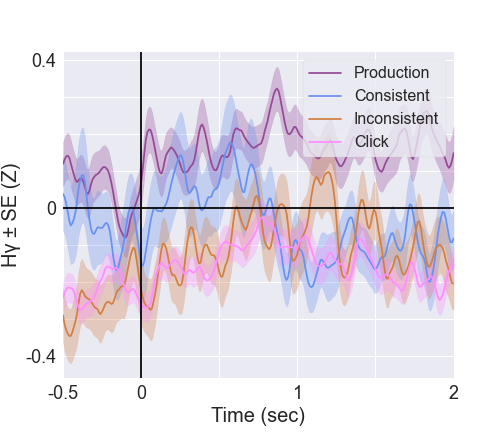 Production
Consistent
Inconsistent
Click
Hγ ± SE (Z)
0.4
0
-0.4
-0.5
0
1
2
Time (sec)